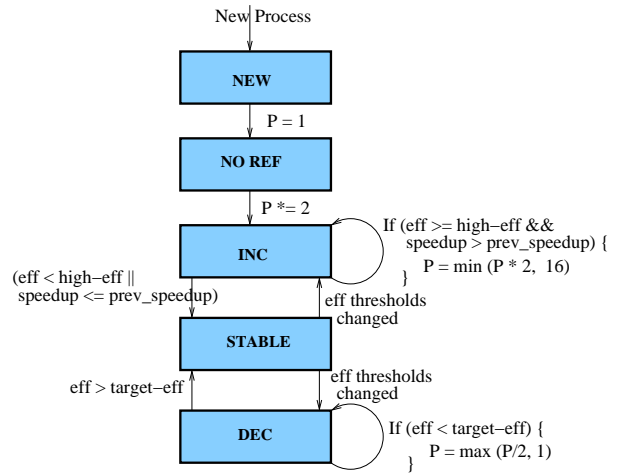 New Process
NEW
P = 1
NO REF
P *= 2
If (eff >= high−eff &&
speedup > prev_speedup) {
INC
P = min (P * 2, 16)
}
(eff < high−eff ||
speedup <= prev_speedup)
eff thresholds
changed
STABLE
eff > target−eff
eff thresholds
changed
DEC
If (eff < target−eff) {
P = max (P/2, 1)
}